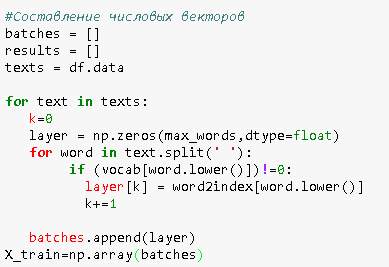 #Составление числовых векторов
batches = []
results = []
texts = df.data
for text in texts:
k=0
layer = np.zeros(max_words,dtype=float)
for word in text.split(' '):
if (vocab[word.lower()])!=0:
layer[k] = word2index[word.lower()]
k+=1
batches.append(layer)
X_train=np.array(batches)